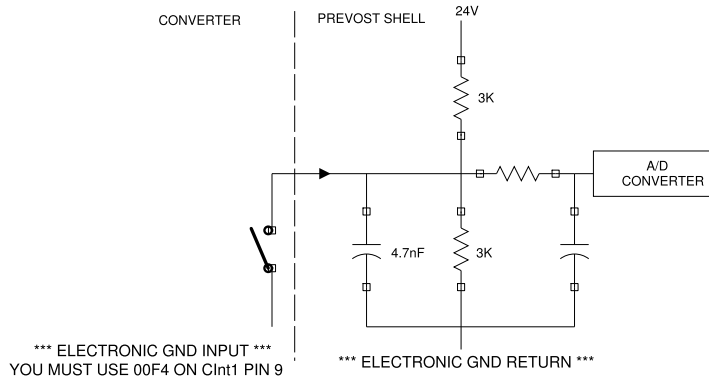 CONVERTER
PREVOST SHELL
24V
3K
A/D
CONVERTER
4.7nF
3K
*** ELECTRONIC GND INPUT ***
YOU MUST USE 00F4 ON CInt1 PIN 9
*** ELECTRONIC GND RETURN ***